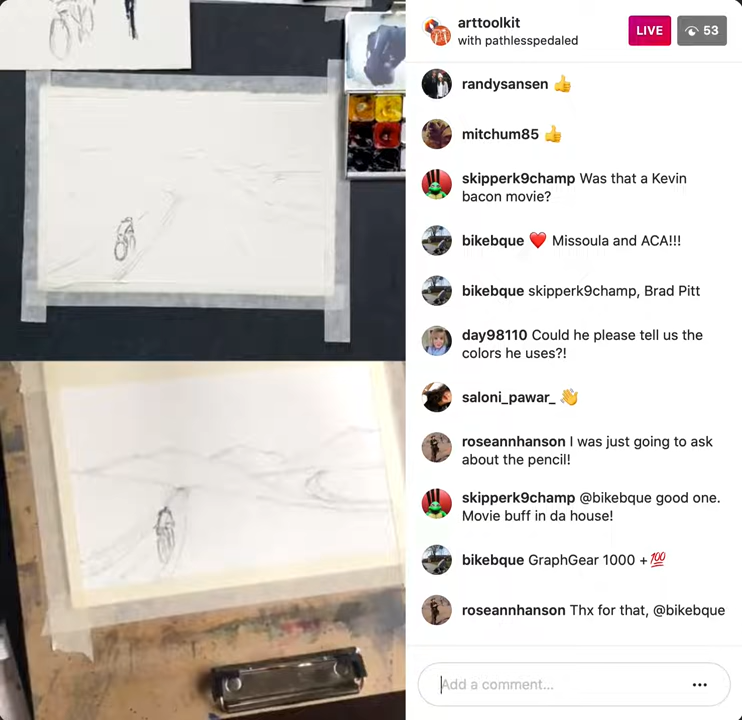 arttoolkit
with pathlesspedaled
LIVE
53
randysansen 👍
mitchum85 👍
skipperk9champ Was that a Kevin
bacon movie?
bikebque ❤️ Missoula and ACA!!!
bikebque skipperk9champ, Brad Pitt
day98110 Could he please tell us the
colors he uses?!
saloni_pawar_ 👋
roseannhanson I was just going to ask
about the pencil!
skipperk9champ @bikebque good one.
Movie buff in da house!
bikebque GraphGear 1000 +💯
roseannhanson Thx for that, @bikebque
Add a comment...